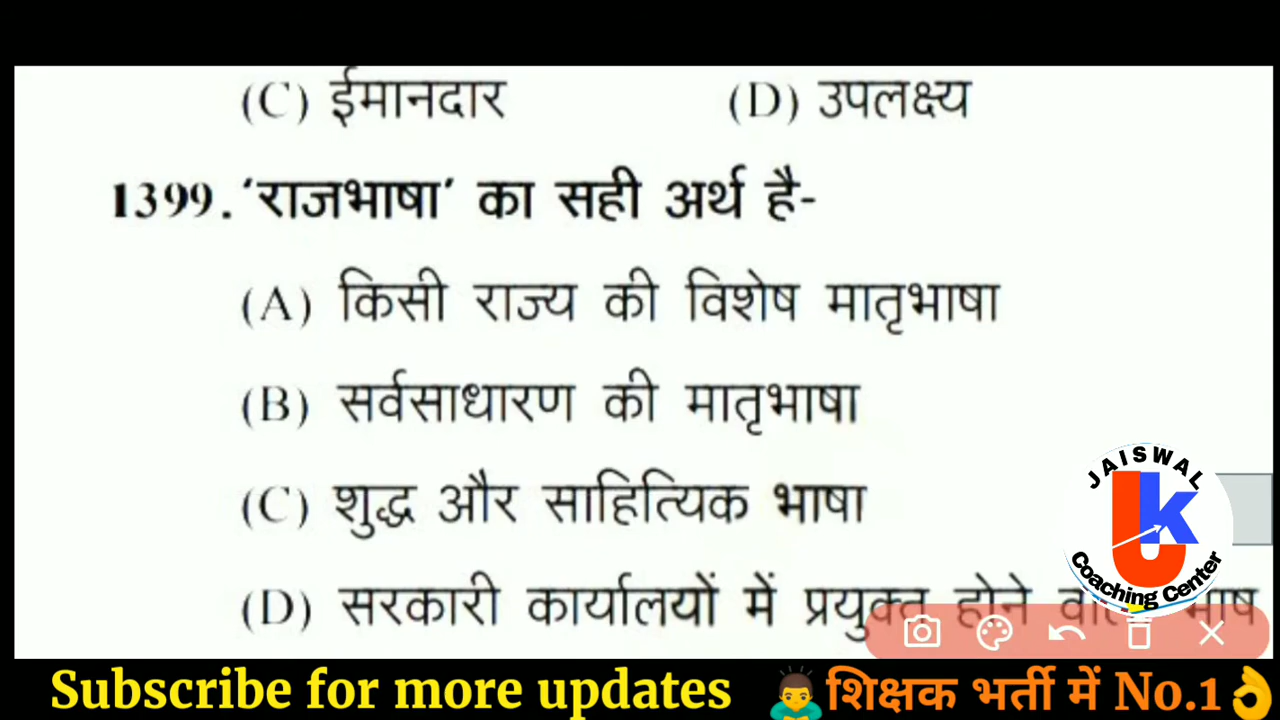 (C) ईमानदार (D) उपलक्ष्य
1399. 'राजभाषा' का सही अर्थ है-
(A) किसी राज्य की विशेष मातृभाषा
(B) सर्वसाधारण की मातृभाषा
(C) शुद्ध और साहित्यिक भाषा
(D) सरकारी कार्यालयों में प्रयुक्त होने
JAISWAL
Jk
Coaching Center
Subscribe for more updates 🙇‍♂️शिक्षक भर्ती में No.1👌